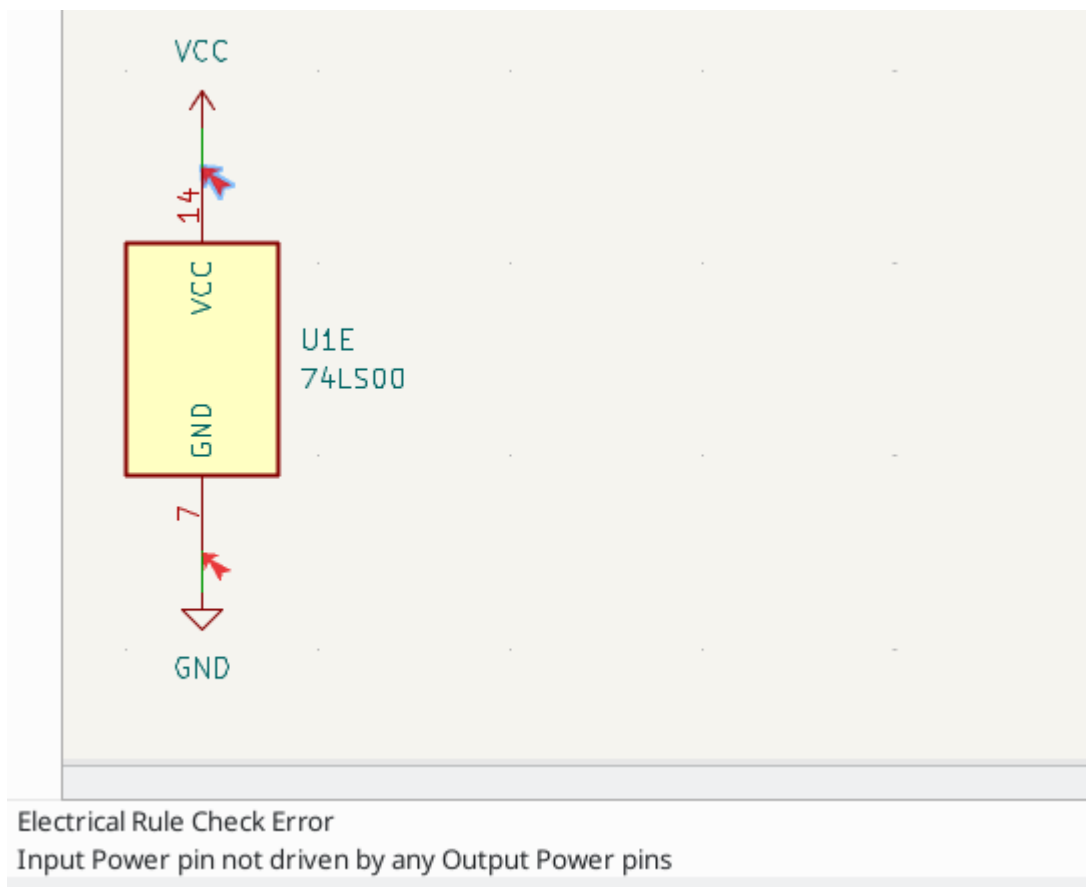 VCC
14
VCC
U1E
74LS00
GND
7
GND
Electrical Rule Check Error
Input Power pin not driven by any Output Power pins